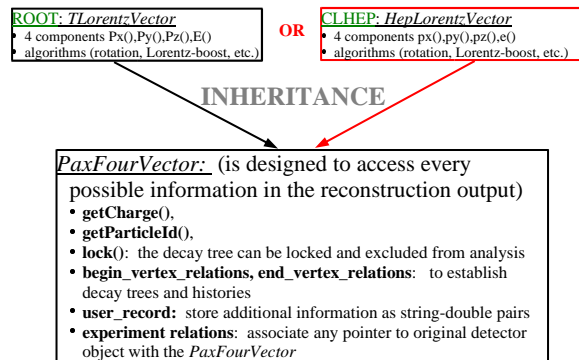 ROOT: TLorentzVector
• 4 components Px(),Py(),Pz(),E()
• algorithms (rotation, Lorentz-boost, etc.)
OR
CLHEP: HepLorentzVector
• 4 components px(),py(),pz(),e()
• algorithms (rotation, Lorentz-boost, etc.)
INHERITANCE
PaxFourVector: (is designed to access every
possible information in the reconstruction output)
• getCharge(),
• getParticleId(),
• lock(): the decay tree can be locked and excluded from analysis
• begin_vertex_relations, end_vertex_relations: to establish
decay trees and histories
• user_record: store additional information as string-double pairs
• experiment relations: associate any pointer to original detector
object with the PaxFourVector